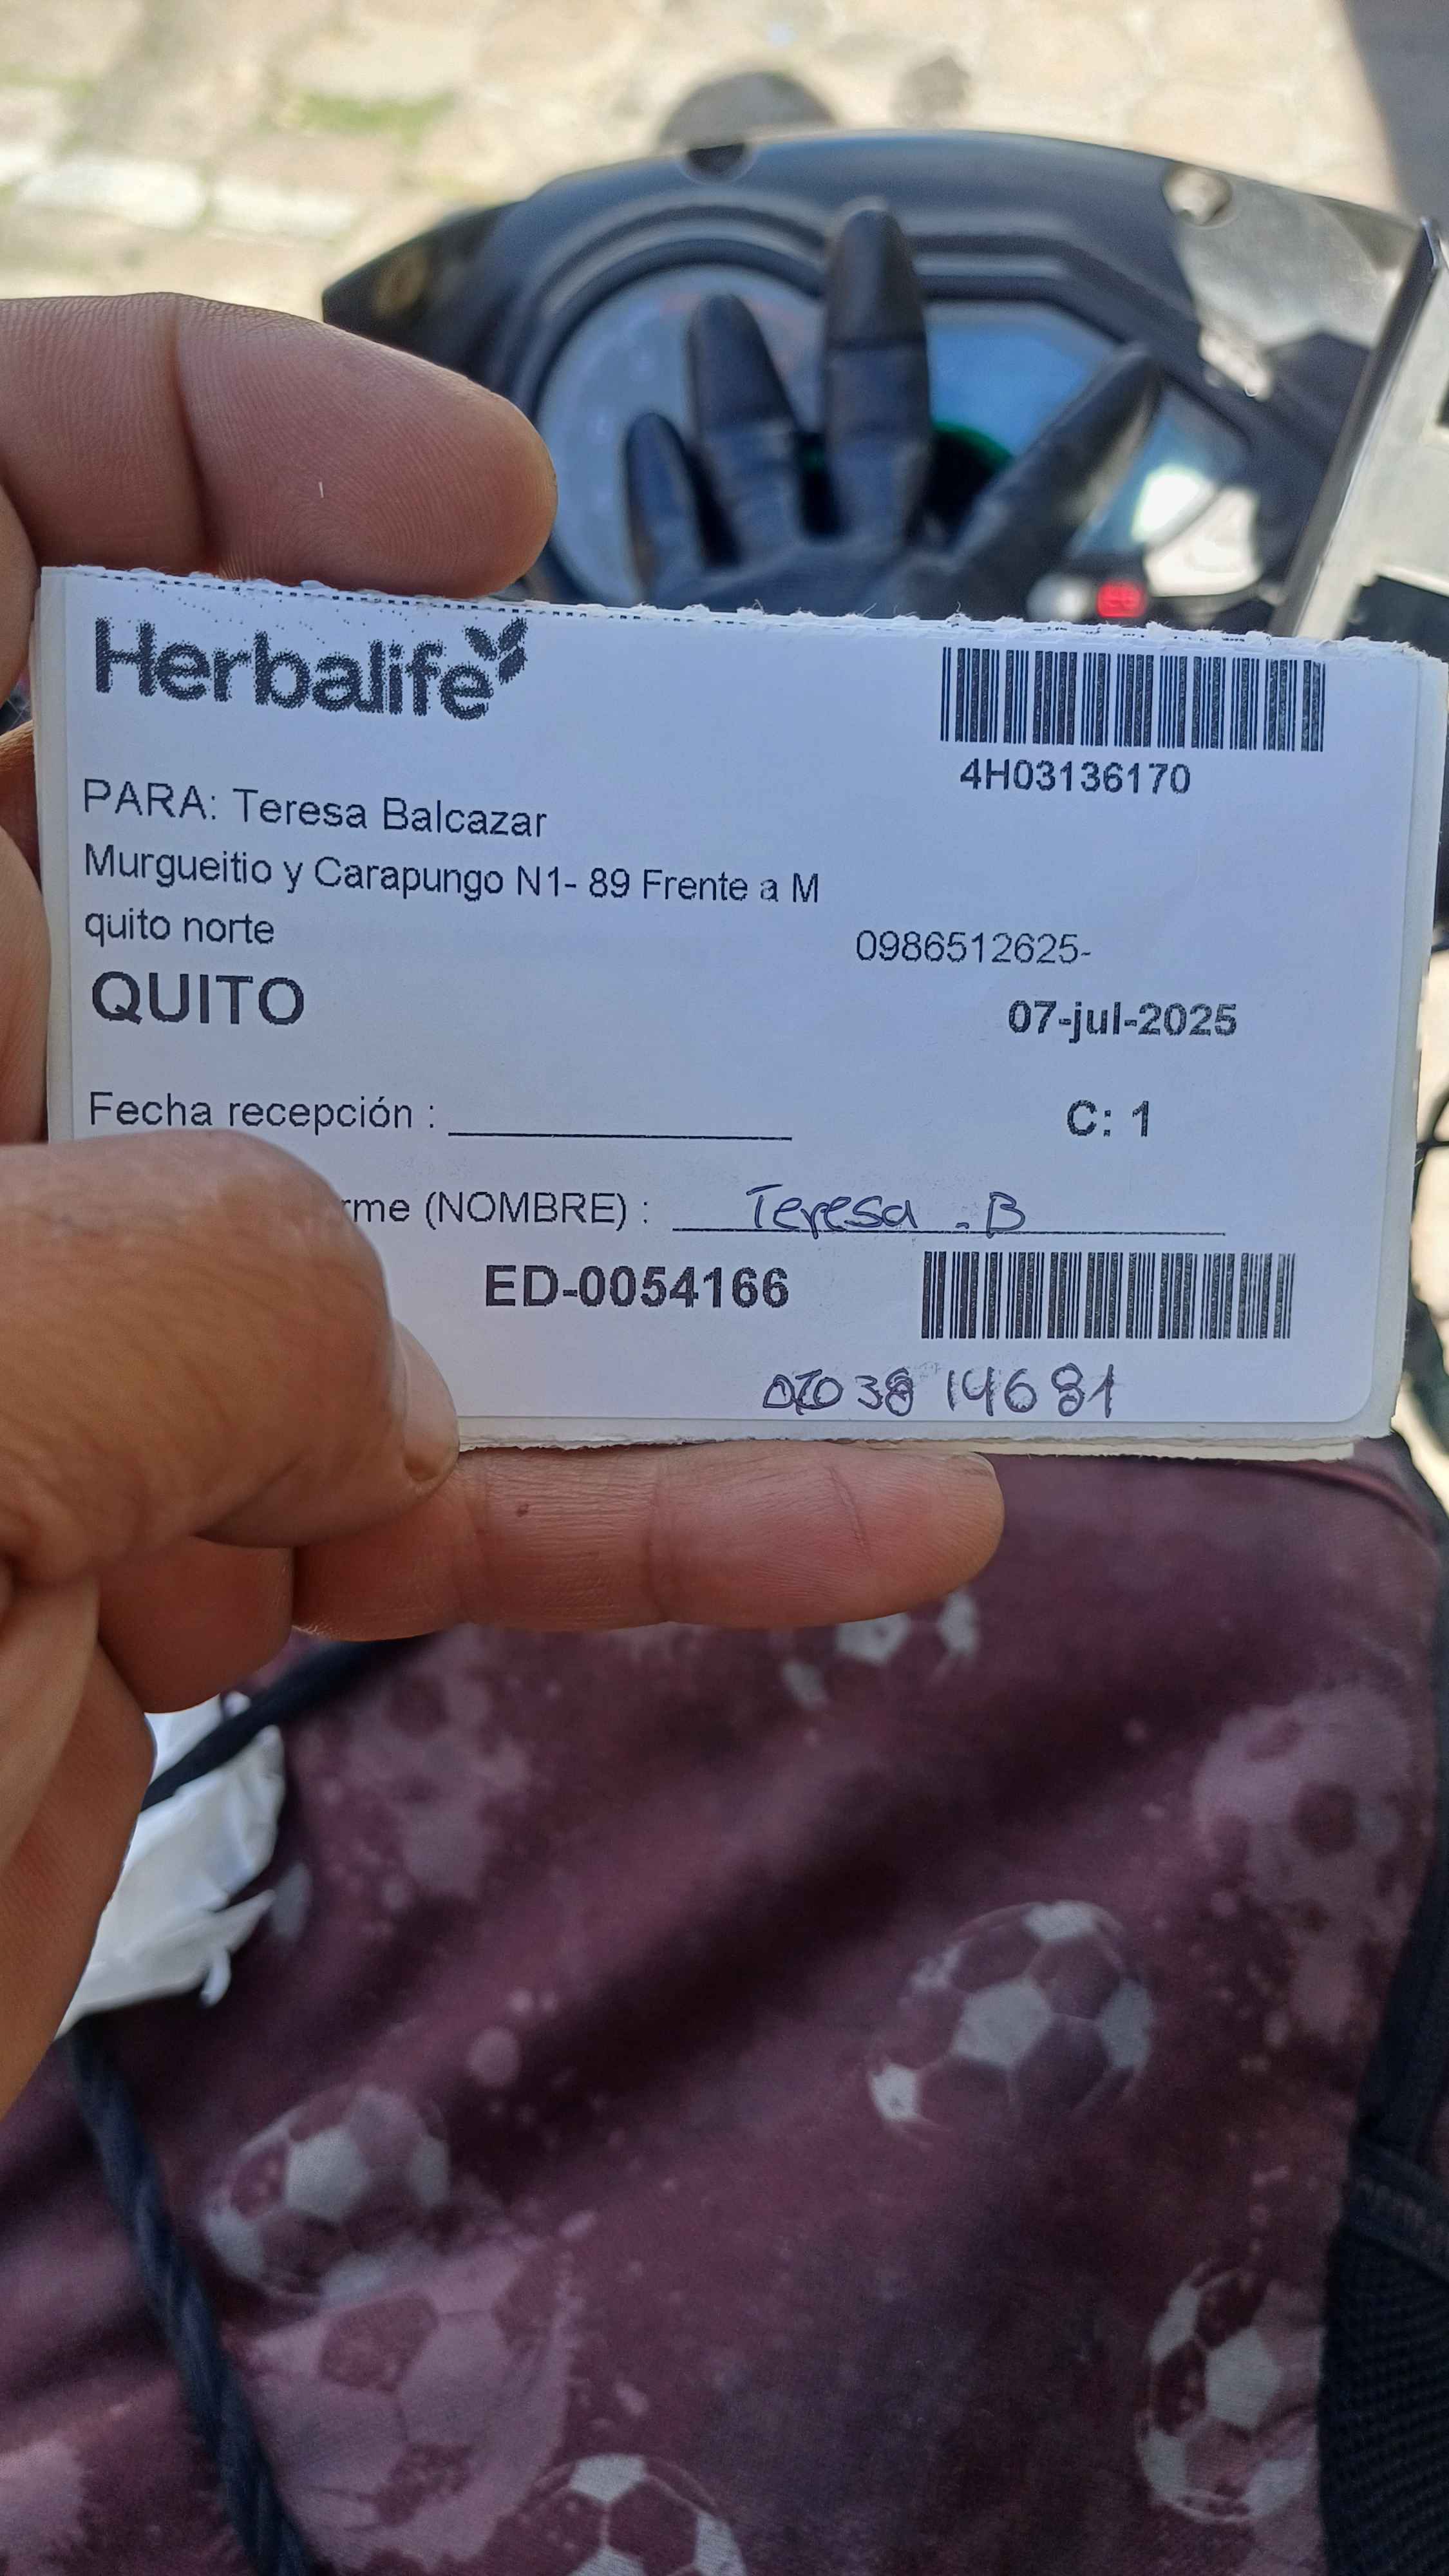 Herbalife
4H03136170
PARA: Teresa Balcazar
Murgueitio y Carapungo N1- 89 Frente a M
quito norte
0986512625-
QUITO
07-jul-2025
Fecha recepción :
C: 1
rme (NOMBRE) : Teresa . B
ED-0054166